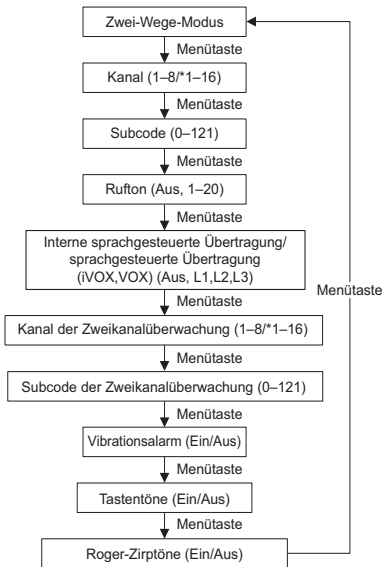 Zwei-Wege-Modus
Menütaste
Kanal (1–8/*1–16)
Menütaste
Subcode (0–121)
Menütaste
Rufton (Aus, 1–20)
Menütaste
Interne sprachgesteuerte Übertragung/
sprachgesteuerte Übertragung
(iVOX,VOX) (Aus, L1,L2,L3)
Menütaste
Menütaste
Kanal der Zweikanalüberwachung (1–8/*1–16)
Menütaste
Subcode der Zweikanalüberwachung (0–121)
Menütaste
Vibrationsalarm (Ein/Aus)
Menütaste
Tastentöne (Ein/Aus)
Menütaste
Roger-Zirptöne (Ein/Aus)